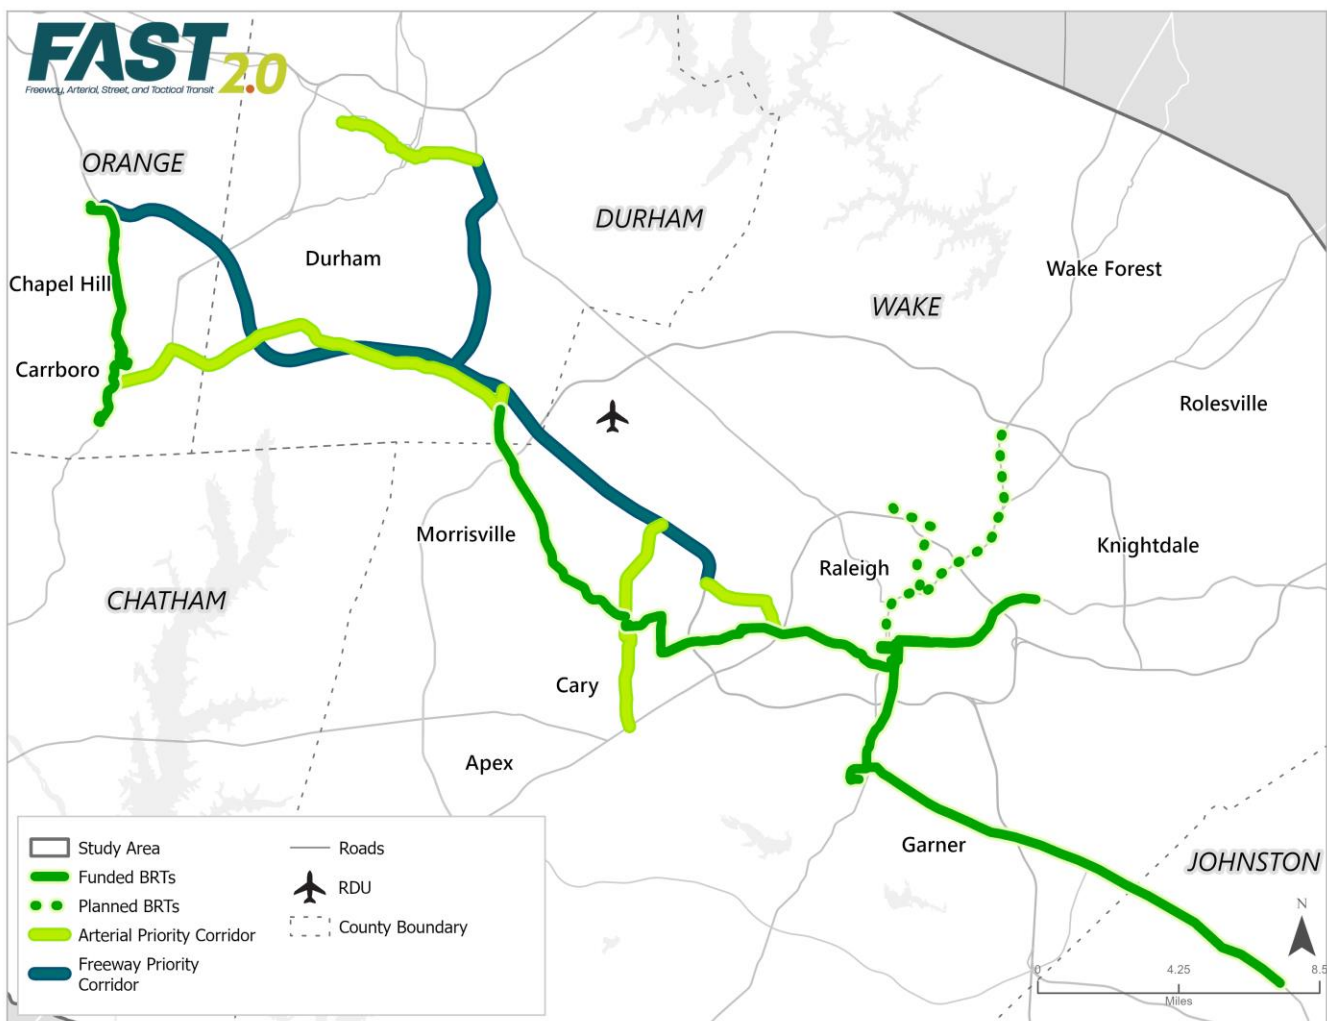 FAST 2.0
Freeway, Arterial, Street, and Tactical Transit
ORANGE
DURHAM
Durham
Chapel Hill
Wake Forest
WAKE
Carrboro
Rolesville
Morrisville
Knightdale
Raleigh
CHATHAM
Cary
Apex
Garner
JOHNSTON
Study Area
Funded BRTs
Planned BRTs
Arterial Priority Corridor
Freeway Priority
Corridor
Roads
RDU
County Boundary
N
0 4.25 8.5
Miles